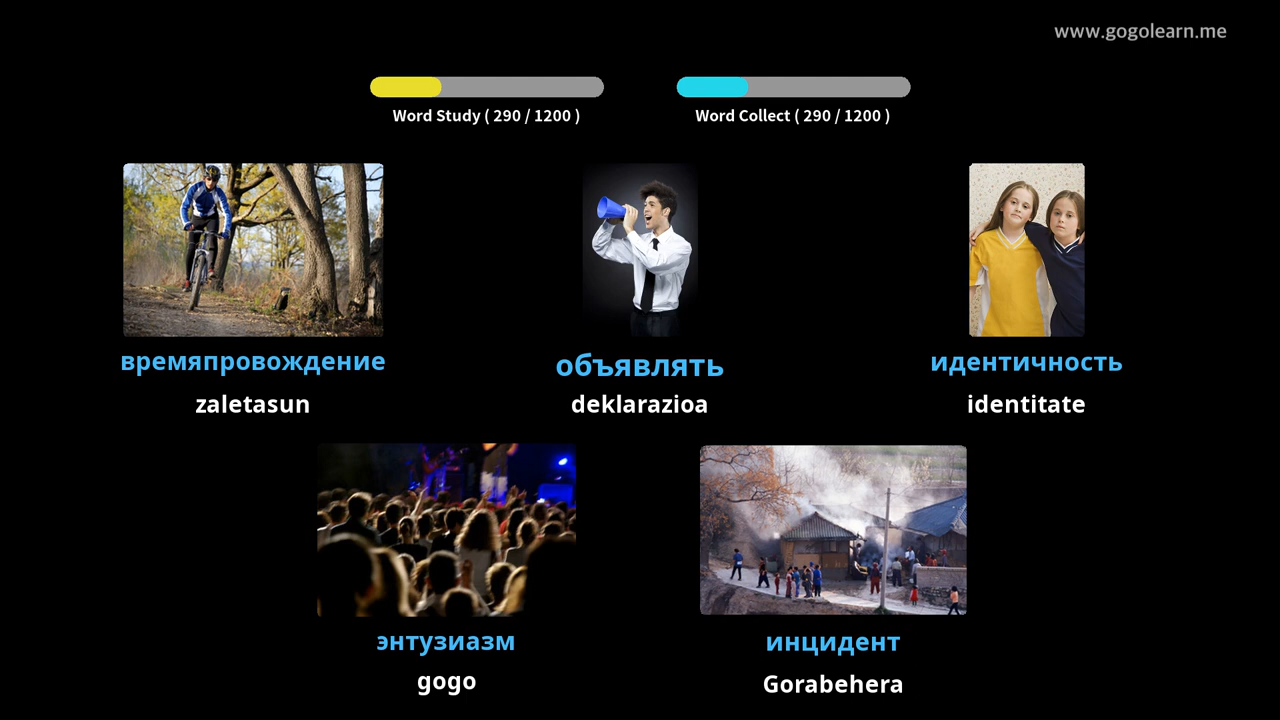 www.gogolearn.me
Word Study ( 290 / 1200 )
Word Collect ( 290 / 1200 )
времяпровождение
объявлять
идентичность
zaletasun
deklarazioa
identitate
энтузиазм
инцидент
gogo
Gorabehera